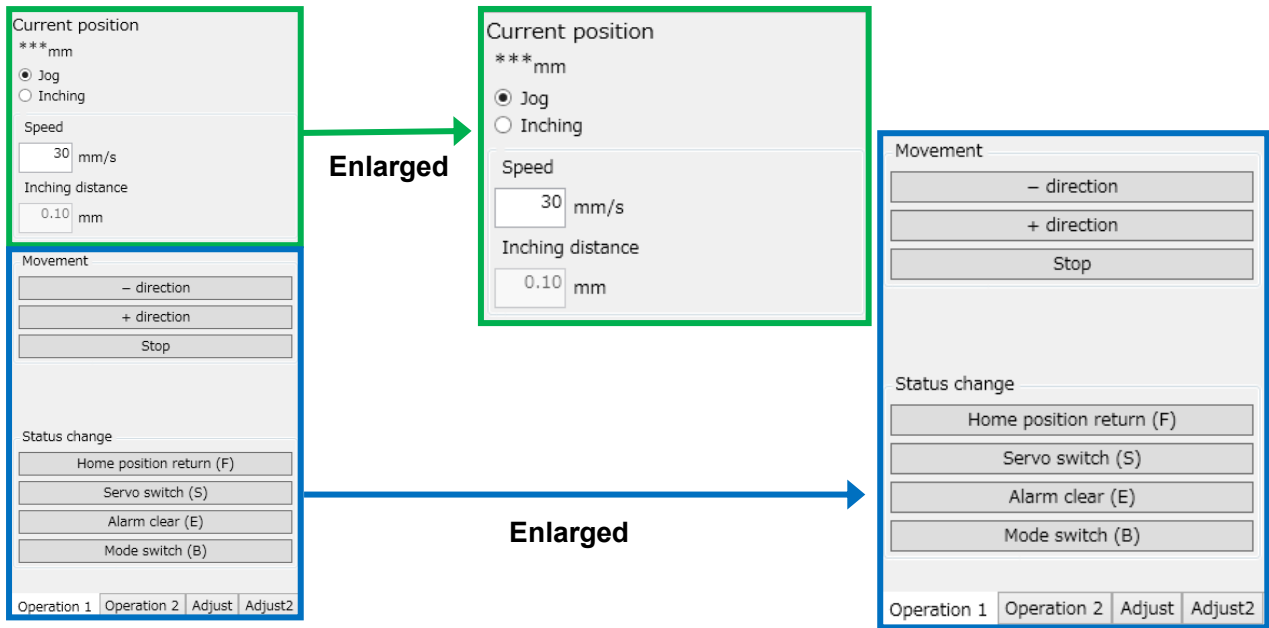 Current position
***mm
Jog
Inching
Speed
30 mm/s
Inching distance
0.10 mm
Movement
– direction
+ direction
Stop
Status change
Home position return (F)
Servo switch (S)
Alarm clear (E)
Mode switch (B)
Operation 1 Operation 2 Adjust Adjust2
Enlarged
Current position
***mm
Jog
Inching
Speed
30 mm/s
Inching distance
0.10 mm
Enlarged
Movement
– direction
+ direction
Stop
Status change
Home position return (F)
Servo switch (S)
Alarm clear (E)
Mode switch (B)
Operation 1 Operation 2 Adjust Adjust2